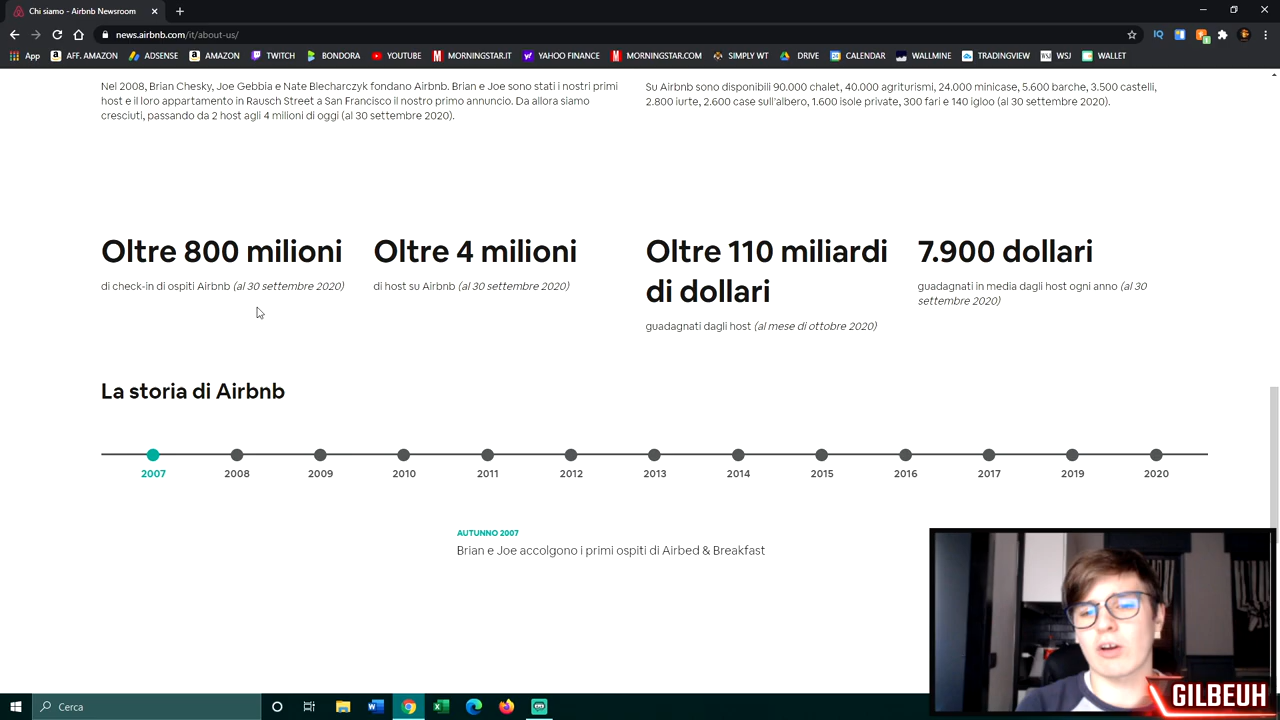 Chi siamo - Airbnb Newsroom
news.airbnb.com/it/about-us/
App
AFF. AMAZON
ADSENSE
AMAZON
TWITCH
BONDORA
YOUTUBE
MORNINGSTAR.IT
YAHOO FINANCE
MORNINGSTAR.COM
SIMPLY WT
DRIVE
CALENDAR
WALLMINE
TRADINGVIEW
WSJ
WALLET
Nel 2008, Brian Chesky, Joe Gebbia e Nate Blecharczyk fondano Airbnb. Brian e Joe sono stati i nostri primi
host e il loro appartamento in Rausch Street a San Francisco il nostro primo annuncio. Da allora siamo
cresciuti, passando da 2 host agli 4 milioni di oggi (al 30 settembre 2020).
Su Airbnb sono disponibili 90.000 chalet, 40.000 agriturismi, 24.000 minicase, 5.600 barche, 3.500 castelli,
2.800 iurte, 2.600 case sull'albero, 1.600 isole private, 300 fari e 140 igloo (al 30 settembre 2020).
Oltre 800 milioni
di check-in di ospiti Airbnb (al 30 settembre 2020)
Oltre 4 milioni
di host su Airbnb (al 30 settembre 2020)
Oltre 110 miliardi
di dollari
guadagnati dagli host (al mese di ottobre 2020)
7.900 dollari
guadagnati in media dagli host ogni anno (al 30
settembre 2020)
La storia di Airbnb
2007
2008
2009
2010
2011
2012
2013
2014
2015
2016
2017
2019
2020
AUTUNNO 2007
Brian e Joe accolgono i primi ospiti di Airbed & Breakfast
GILBEUH
Cerca